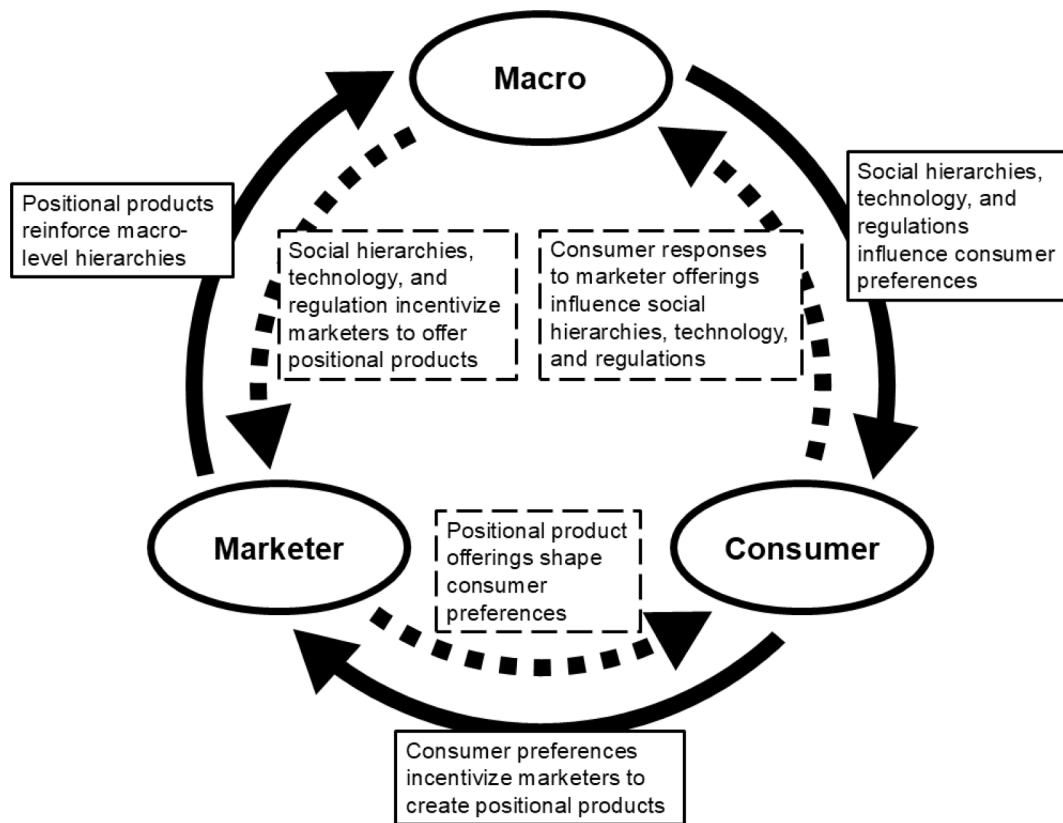 Macro
Social hierarchies,
technology, and
regulations
influence consumer
preferences
Positional products
reinforce macro-
level hierarchies
Social hierarchies,
technology, and
regulation incentivize
marketers to offer
positional products
Consumer responses
to marketer offerings
influence social
hierarchies, technology,
and regulations
Marketer
Positional product
offerings shape
consumer
preferences
Consumer
Consumer preferences
incentivize marketers to
create positional products